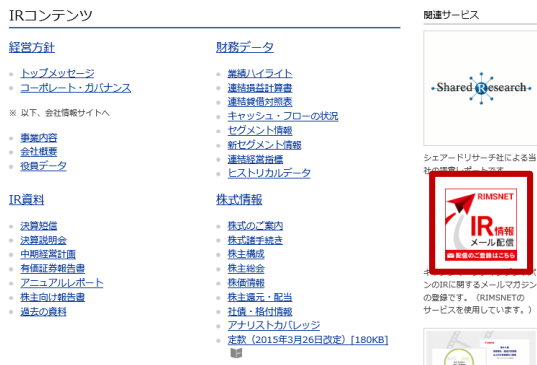 IRコンテンツ
経営方針
トップメッセージ
コーポレート・ガバナンス
※ 以下、会社情報サイトへ
事業内容
会社概要
役員データ
IR資料
決算短信
決算説明会
中期経営計画
有価証券報告書
アニュアルレポート
株主向け報告書
過去の資料
財務データ
業績ハイライト
連結損益計算書
連結貸借対照表
キャッシュ・フローの状況
セグメント情報
新セグメント情報
連結経営指標
ヒストリカルデータ
株式情報
株式のご案内
株式諸手続き
株主構成
株主総会
株価情報
株主還元・配当
社債・格付情報
アナリストカバレッジ
定款(2015年3月26日改定)[180KB]
関連サービス
Shared Research
シェアードリサーチ社による当
RIMSNET
IR情報
メール配信
配信のご登録はこちら
ンのIRに関するメールマガジン
の登録です。(RIMSNETの
サービスを使用しています。)